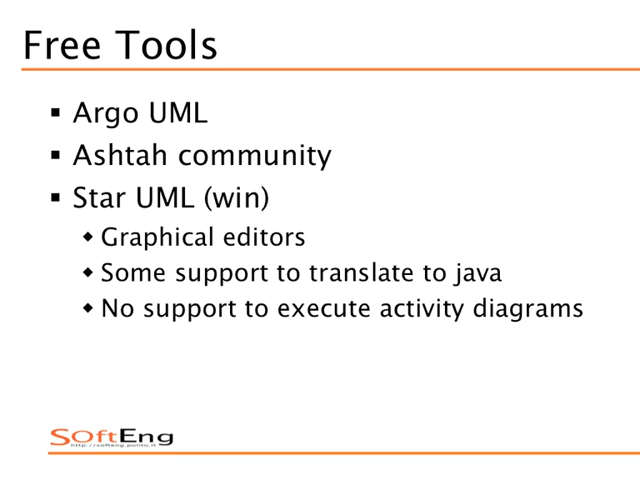 Free Tools
▪ Argo UML
▪ Ashtah community
▪ Star UML (win)
◆ Graphical editors
◆ Some support to translate to java
◆ No support to execute activity diagrams
SOftEng
http://softeng.polito.it